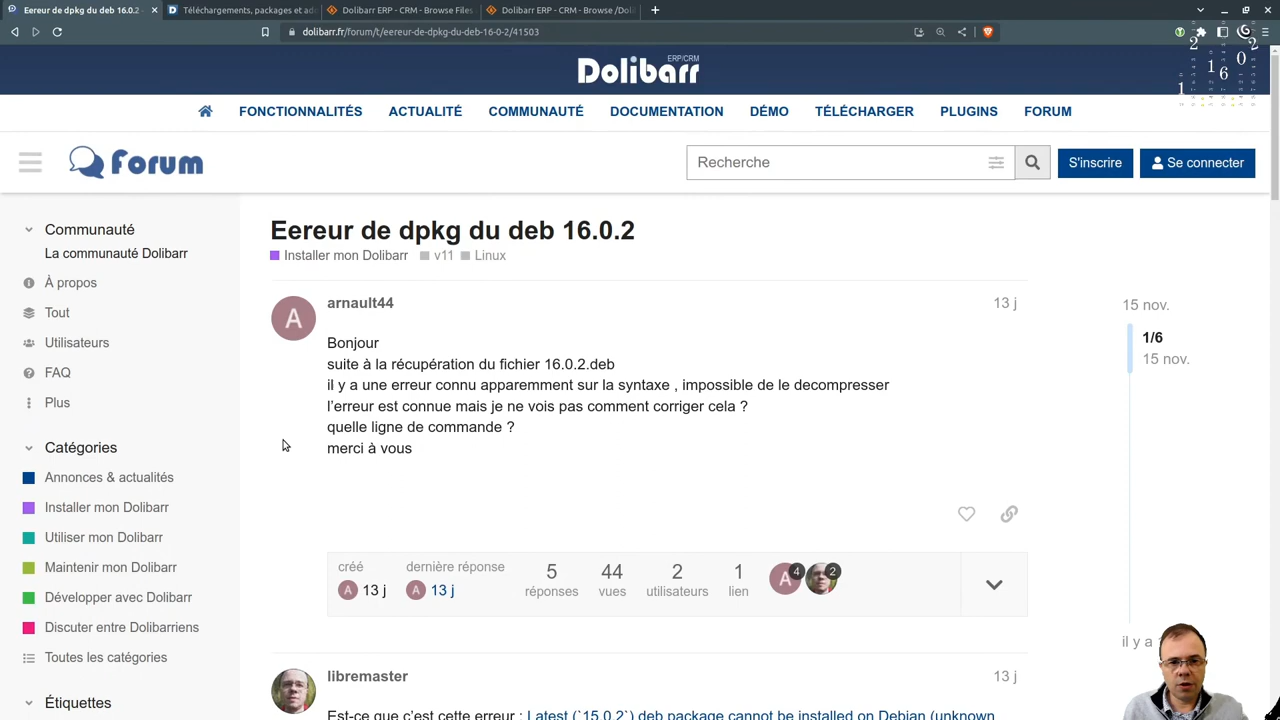 Eereur de dpkg du deb 16.0.2 -
Téléchargements, packages et ad
Dolibarr ERP - CRM - Browse Files
Dolibarr ERP - CRM - Browse /Dol
dolibarr.fr/forum/t/eereur-de-dpkg-du-deb-16-0-2/41503
Dolibarr ERP/CRM
FONCTIONNALITÉS
ACTUALITÉ
COMMUNAUTÉ
DOCUMENTATION
DÉMO
TÉLÉCHARGER
PLUGINS
FORUM
Forum
Recherche
S'inscrire
Se connecter
Communauté
La communauté Dolibarr
À propos
Tout
Utilisateurs
FAQ
Plus
Catégories
Annonces & actualités
Installer mon Dolibarr
Utiliser mon Dolibarr
Maintenir mon Dolibarr
Développer avec Dolibarr
Discuter entre Dolibarriens
Toutes les catégories
Étiquettes
Eereur de dpkg du deb 16.0.2
Installer mon Dolibarr v11 Linux
A
arnault44
13 j
Bonjour
suite à la récupération du fichier 16.0.2.deb
il y a une erreur connu apparemment sur la syntaxe , impossible de le decompresser
l’erreur est connue mais je ne vois pas comment corriger cela ?
quelle ligne de commande ?
merci à vous
créé
A 13 j
dernière réponse
A 13 j
5
réponses
44
vues
2
utilisateurs
1
lien
A 4
2
libremaster
13 j
Est-ce que c’est cette erreur : Latest (`15.0.2`) deb package cannot be installed on Debian (unknown
15 nov.
1/6
15 nov.
il y a